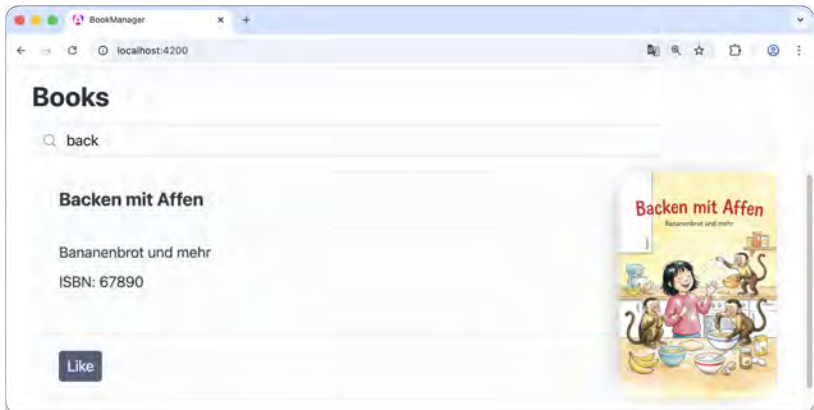 BookManager
localhost:4200
Books
back
Backen mit Affen
Bananenbrot und mehr
ISBN: 67890
Like
Backen mit Affen
Bananenbrot und mehr